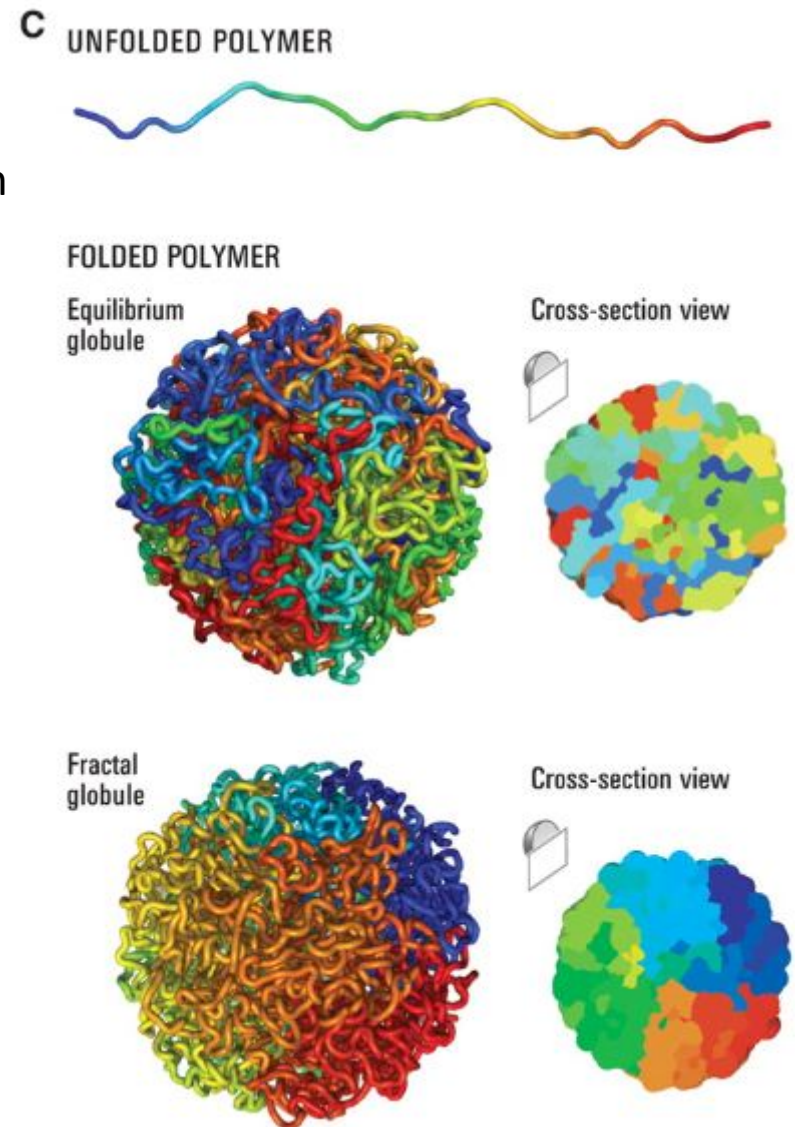 C
UNFOLDED POLYMER
n
FOLDED POLYMER
Equilibrium
globule
Cross-section view
Fractal
globule
Cross-section view